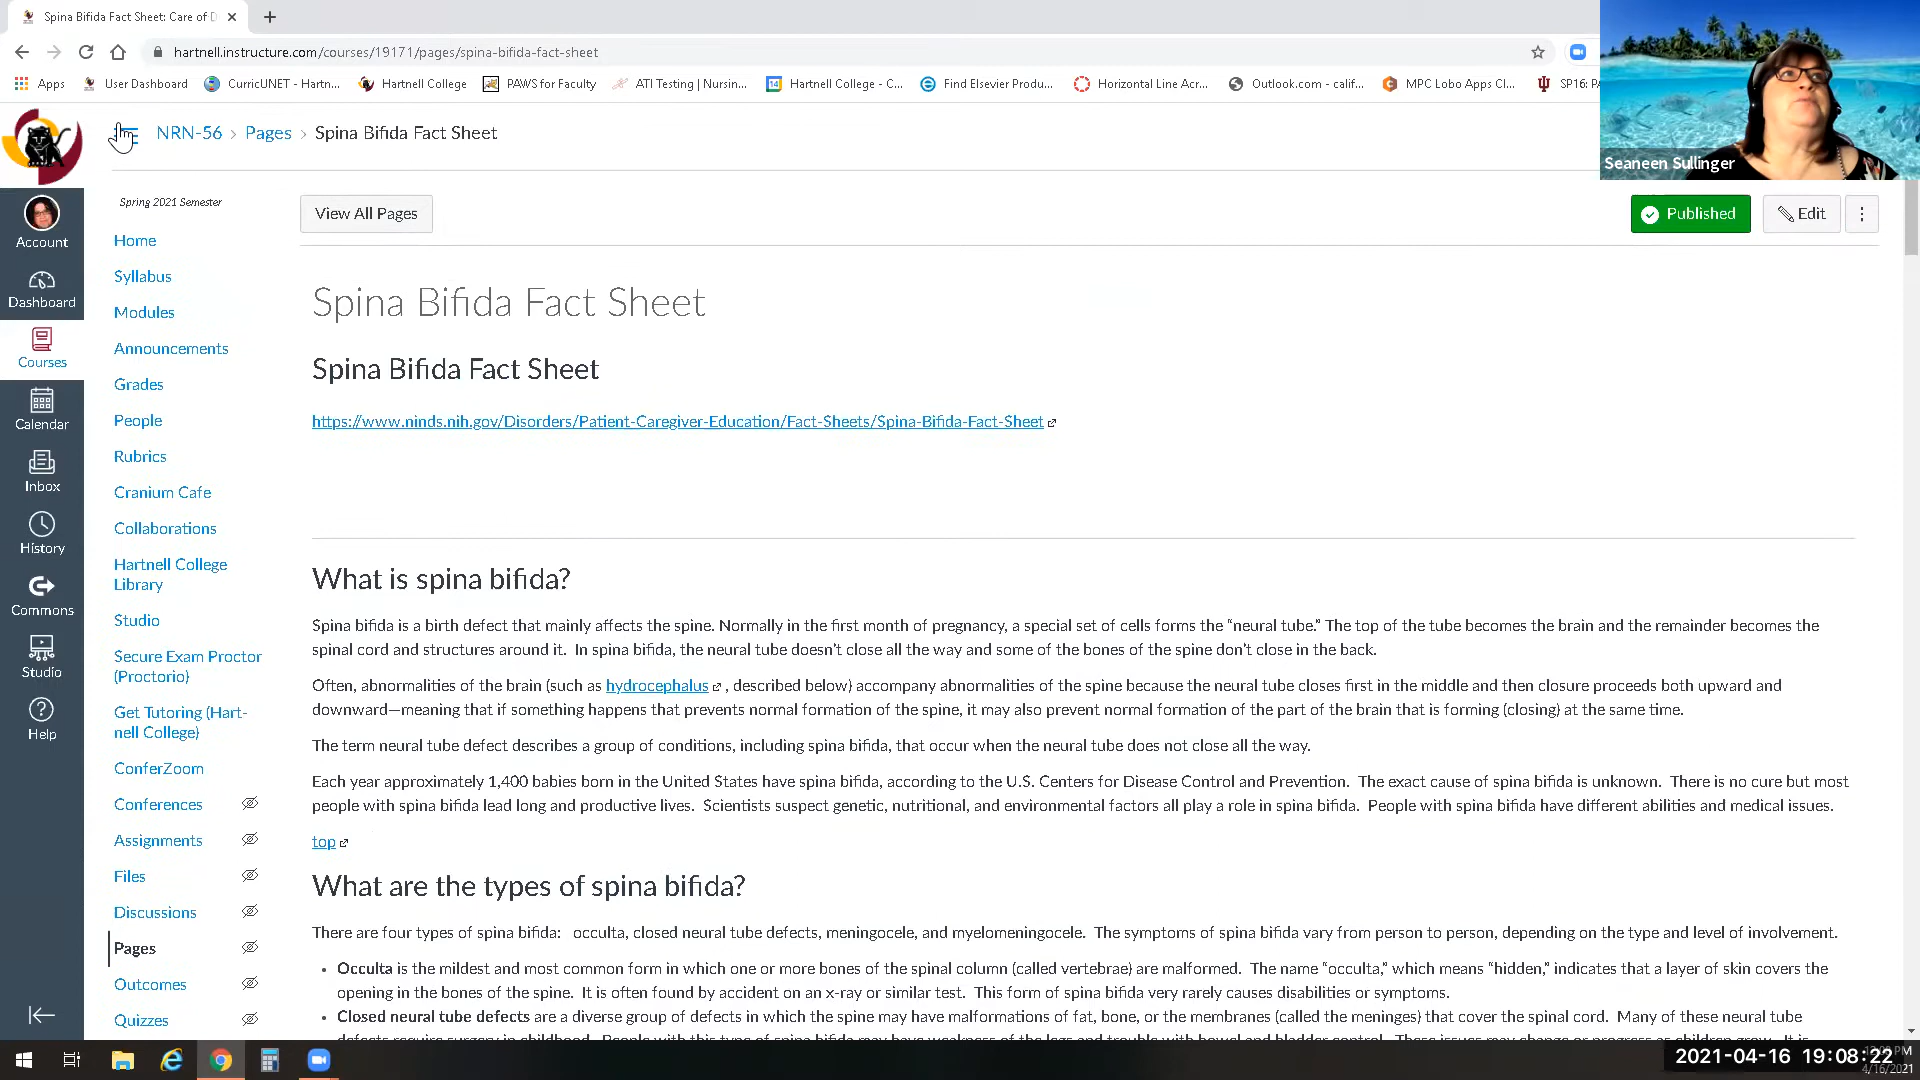 Spina Bifida Fact Sheet: Care of D
hartnell.instructure.com/courses/19171/pages/spina-bifida-fact-sheet
Apps User Dashboard CurricUNET - Hartn... Hartnell College PAWS for Faculty ATI Testing | Nursin... Hartnell College - C... Find Elsevier Produ... Horizontal Line Acr... Outlook.com - calif... MPC Lobo Apps Cl... SP16:
Seaneen Sullinger
NRN-56 > Pages > Spina Bifida Fact Sheet
Spring 2021 Semester
View All Pages
Published
Edit
Account
Dashboard
Courses
Calendar
Inbox
History
Commons
Studio
Help
Home
Syllabus
Modules
Announcements
Grades
People
Rubrics
Cranium Cafe
Collaborations
Hartnell College
Library
Studio
Secure Exam Proctor
(Proctorio)
Get Tutoring (Hart-
nell College)
ConferZoom
Conferences
Assignments
Files
Discussions
Pages
Outcomes
Quizzes
Spina Bifida Fact Sheet
Spina Bifida Fact Sheet
https://www.ninds.nih.gov/Disorders/Patient-Caregiver-Education/Fact-Sheets/Spina-Bifida-Fact-Sheet
What is spina bifida?
Spina bifida is a birth defect that mainly affects the spine. Normally in the first month of pregnancy, a special set of cells forms the “neural tube.” The top of the tube becomes the brain and the remainder becomes the
spinal cord and structures around it. In spina bifida, the neural tube doesn’t close all the way and some of the bones of the spine don’t close in the back.
Often, abnormalities of the brain (such as hydrocephalus , described below) accompany abnormalities of the spine because the neural tube closes first in the middle and then closure proceeds both upward and
downward—meaning that if something happens that prevents normal formation of the spine, it may also prevent normal formation of the part of the brain that is forming (closing) at the same time.
The term neural tube defect describes a group of conditions, including spina bifida, that occur when the neural tube does not close all the way.
Each year approximately 1,400 babies born in the United States have spina bifida, according to the U.S. Centers for Disease Control and Prevention. The exact cause of spina bifida is unknown. There is no cure but most
people with spina bifida lead long and productive lives. Scientists suspect genetic, nutritional, and environmental factors all play a role in spina bifida. People with spina bifida have different abilities and medical issues.
top
What are the types of spina bifida?
There are four types of spina bifida: occulta, closed neural tube defects, meningocele, and myelomeningocele. The symptoms of spina bifida vary from person to person, depending on the type and level of involvement.
• Occulta is the mildest and most common form in which one or more bones of the spinal column (called vertebrae) are malformed. The name “occulta,” which means “hidden,” indicates that a layer of skin covers the
opening in the bones of the spine. It is often found by accident on an x-ray or similar test. This form of spina bifida very rarely causes disabilities or symptoms.
• Closed neural tube defects are a diverse group of defects in which the spine may have malformations of fat, bone, or the membranes (called the meninges) that cover the spinal cord. Many of these neural tube
2021-04-16 19:08:22
4/16/2021